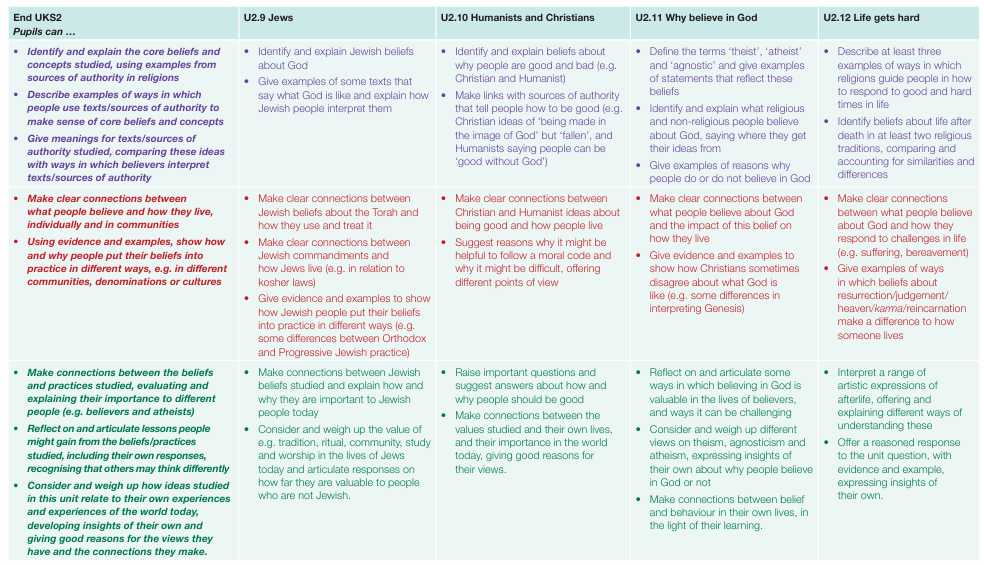 End UKS2
Pupils can …
U2.9 Jews
U2.10 Humanists and Christians
U2.11 Why believe in God
U2.12 Life gets hard
• Identify and explain the core beliefs and
concepts studied, using examples from
sources of authority in religions
• Describe examples of ways in which
people use texts/sources of authority to
make sense of core beliefs and concepts
• Give meanings for texts/sources of
authority studied, comparing these ideas
with ways in which believers interpret
texts/sources of authority
• Identify and explain Jewish beliefs
about God
• Give examples of some texts that
say what God is like and explain how
Jewish people interpret them
• Identify and explain beliefs about
why people are good and bad (e.g.
Christian and Humanist)
• Make links with sources of authority
that tell people how to be good (e.g.
Christian ideas of ‘being made in
the image of God’ but ‘fallen’, and
Humanists saying people can be
‘good without God’)
• Define the terms ‘theist’, ‘atheist’
and ‘agnostic’ and give examples
of statements that reflect these
beliefs
• Identify and explain what religious
and non-religious people believe
about God, saying where they get
their ideas from
• Give examples of reasons why
people do or do not believe in God
• Describe at least three
examples of ways in which
religions guide people in how
to respond to good and hard
times in life
• Identify beliefs about life after
death in at least two religious
traditions, comparing and
accounting for similarities and
differences
• Make clear connections between
what people believe and how they live,
individually and in communities
• Using evidence and examples, show how
and why people put their beliefs into
practice in different ways, e.g. in different
communities, denominations or cultures
• Make clear connections between
Jewish beliefs about the Torah and
how they use and treat it
• Make clear connections between
Jewish commandments and
how Jews live (e.g. in relation to
kosher laws)
• Give evidence and examples to show
how Jewish people put their beliefs
into practice in different ways (e.g.
some differences between Orthodox
and Progressive Jewish practice)
• Make clear connections between
Christian and Humanist ideas about
being good and how people live
• Suggest reasons why it might be
helpful to follow a moral code and
why it might be difficult, offering
different points of view
• Make clear connections between
what people believe about God
and the impact of this belief on
how they live
• Give evidence and examples to
show how Christians sometimes
disagree about what God is
like (e.g. some differences in
interpreting Genesis)
• Make clear connections
between what people believe
about God and how they
respond to challenges in life
(e.g. suffering, bereavement)
• Give examples of ways
in which beliefs about
resurrection/judgement/
heaven/karma/reincarnation
make a difference to how
someone lives
• Make connections between the beliefs
and practices studied, evaluating and
explaining their importance to different
people (e.g. believers and atheists)
• Reflect on and articulate lessons people
might gain from the beliefs/practices
studied, including their own responses,
recognising that others may think differently
• Consider and weigh up how ideas studied
in this unit relate to their own experiences
and experiences of the world today,
developing insights of their own and
giving good reasons for the views they
have and the connections they make.
• Make connections between Jewish
beliefs studied and explain how and
why they are important to Jewish
people today
• Consider and weigh up the value of
e.g. tradition, ritual, community, study
and worship in the lives of Jews
today and articulate responses on
how far they are valuable to people
who are not Jewish.
• Raise important questions and
suggest answers about how and
why people should be good
• Make connections between the
values studied and their own lives,
and their importance in the world
today, giving good reasons for
their views.
• Reflect on and articulate some
ways in which believing in God is
valuable in the lives of believers,
and ways it can be challenging
• Consider and weigh up different
views on theism, agnosticism and
atheism, expressing insights of
their own about why people believe
in God or not
• Make connections between belief
and behaviour in their own lives, in
the light of their learning.
• Interpret a range of
artistic expressions of
afterlife, offering and
explaining different ways of
understanding these
• Offer a reasoned response
to the unit question, with
evidence and example,
expressing insights of
their own.